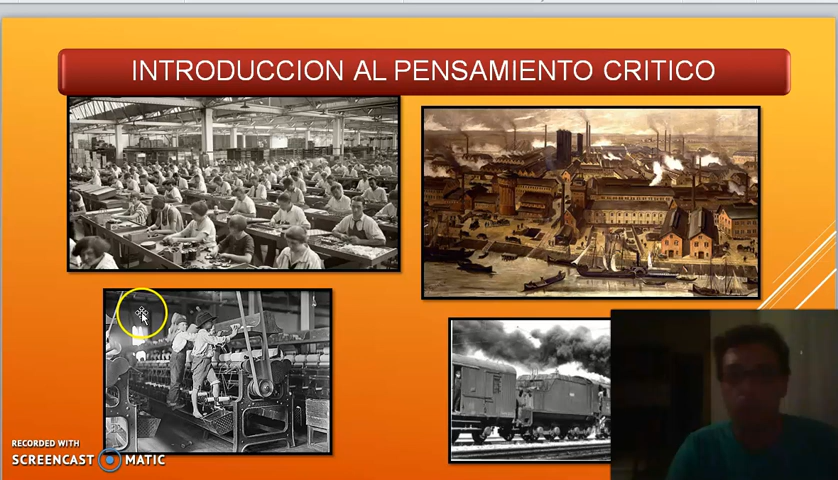 INTRODUCCION AL PENSAMIENTO CRITICO
RECORDED WITH
SCREENCAST MATIC